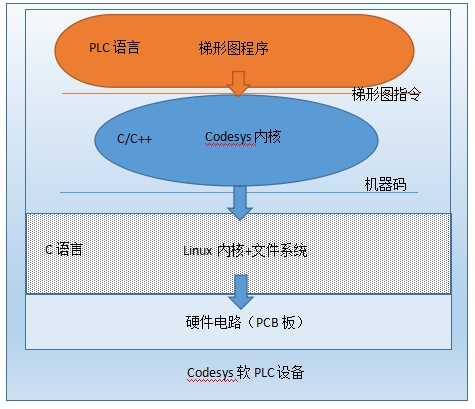 PLC 语言 梯形图程序
梯形图指令
C/C++ Codesys 内核
机器码
C 语言 Linux 内核+文件系统
硬件电路（PCB 板）
Codesys 软 PLC 设备